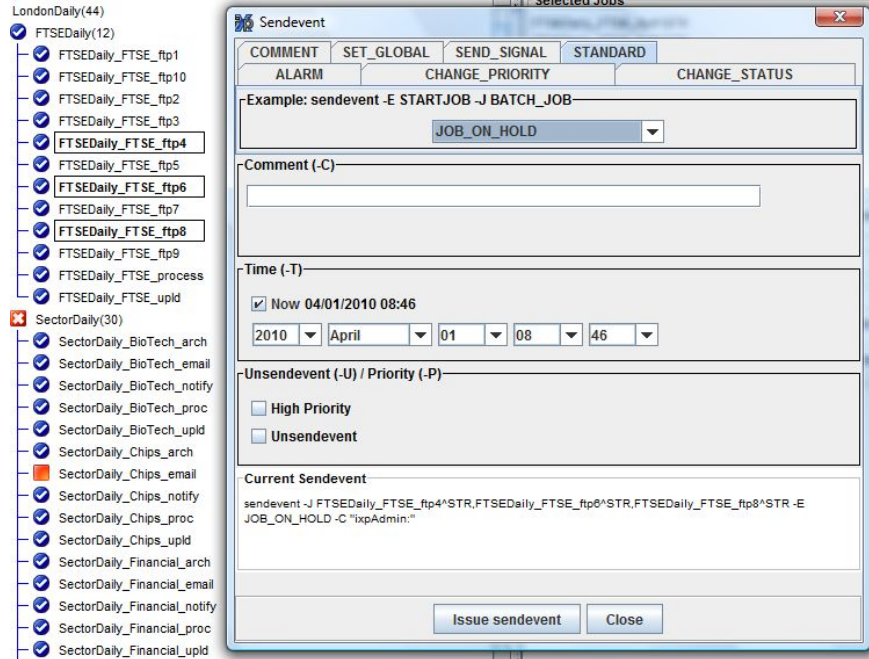 LondonDaily(44)
FTSEDaily(12)
FTSEDaily_FTSE_ftp1
FTSEDaily_FTSE_ftp10
FTSEDaily_FTSE_ftp2
FTSEDaily_FTSE_ftp3
FTSEDaily_FTSE_ftp4
FTSEDaily_FTSE_ftp5
FTSEDaily_FTSE_ftp6
FTSEDaily_FTSE_ftp7
FTSEDaily_FTSE_ftp8
FTSEDaily_FTSE_ftp9
FTSEDaily_FTSE_process
FTSEDaily_FTSE_upld
SectorDaily(30)
SectorDaily_BioTech_arch
SectorDaily_BioTech_email
SectorDaily_BioTech_notify
SectorDaily_BioTech_proc
SectorDaily_BioTech_upld
SectorDaily_Chips_arch
SectorDaily_Chips_email
SectorDaily_Chips_notify
SectorDaily_Chips_proc
SectorDaily_Chips_upld
SectorDaily_Financial_arch
SectorDaily_Financial_email
SectorDaily_Financial_notify
SectorDaily_Financial_proc
SectorDaily_Financial_upld
Selected Jobs
Sendevent
COMMENT SET_GLOBAL SEND_SIGNAL STANDARD
ALARM CHANGE_PRIORITY CHANGE_STATUS
Example: sendevent -E STARTJOB -J BATCH_JOB
JOB_ON_HOLD
Comment (-C)
Time (-T)
Now 04/01/2010 08:46
2010 April 01 08 46
Unsendevent (-U) / Priority (-P)
High Priority
Unsendevent
Current Sendevent
sendevent -J FTSEDaily_FTSE_ftp4^STR,FTSEDaily_FTSE_ftp6^STR,FTSEDaily_FTSE_ftp8^STR -E
JOB_ON_HOLD -C "ixpAdmin:"
Issue sendevent Close